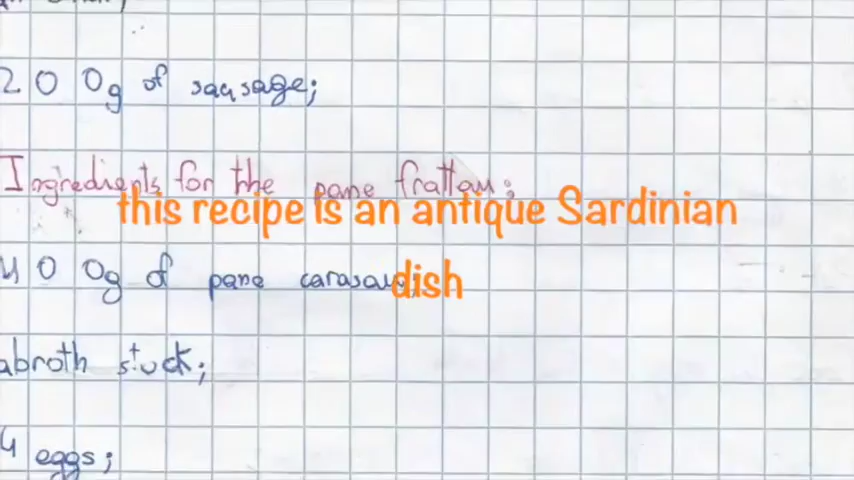 200g of sausage;
Ingredients for the pane frattau:
this recipe is an antique Sardinian
dish
400g of pane carasau;
abroth stock;
4 eggs;